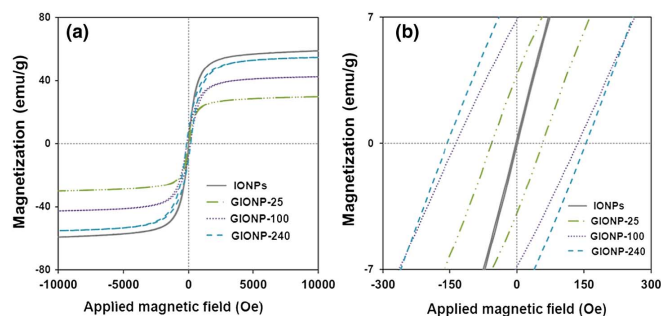 (a)
Magnetization (emu/g)
80
40
0
-40
-80
IONPs
GIONP-25
GIONP-100
GIONP-240
-10000
-5000
0
5000
10000
Applied magnetic field (Oe)
(b)
Magnetization (emu/g)
7
0
-7
IONPs
GIONP-25
GIONP-100
GIONP-240
-300
-150
0
150
300
Applied magnetic field (Oe)